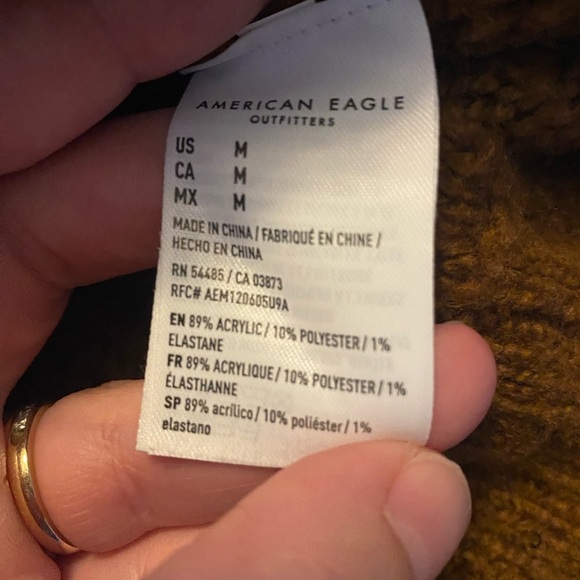 AMERICAN EAGLE
OUTFITTERS
US M
CA M
MX M
MADE IN CHINA / FABRIQUÉ EN CHINE /
HECHO EN CHINA
RN 54485 / CA 03873
RFC# AEM120605U9A
EN 89% ACRYLIC / 10% POLYESTER / 1%
ELASTANE
FR 89% ACRYLIQUE / 10% POLYESTER / 1%
ÉLASTHANNE
SP 89% acrílico / 10% poliéster / 1%
elastano